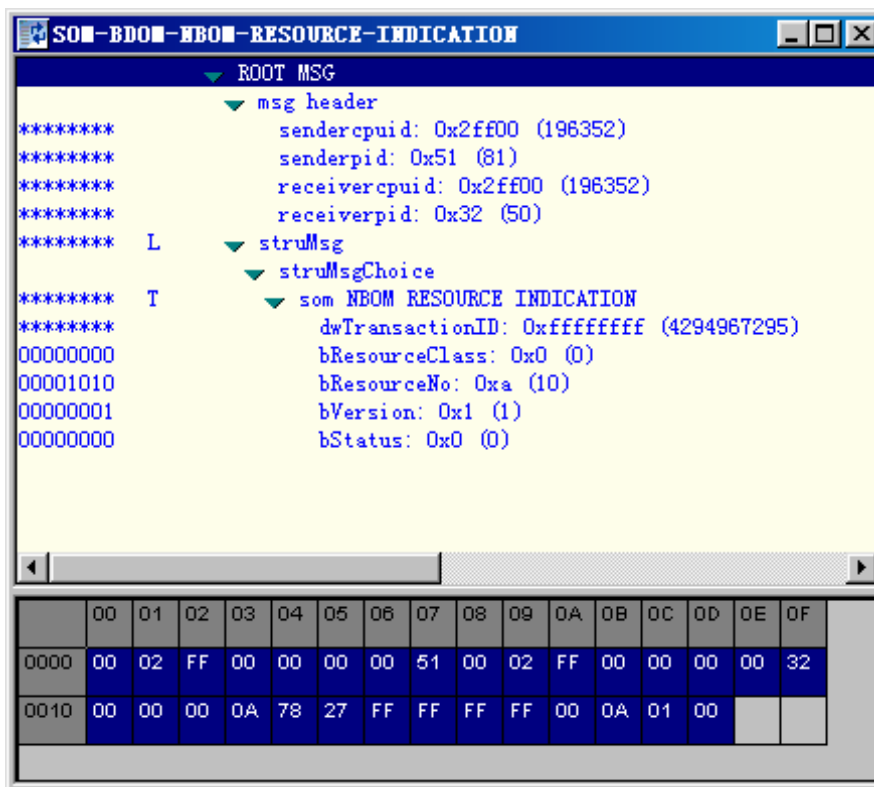 SOM-BDOM-NBOM-RESOURCE-INDICATION
ROOT MSG
msg header
******** sendercpuid: 0x2ff00 (196352)
******** senderpid: 0x51 (81)
******** receivercpuid: 0x2ff00 (196352)
******** receiverpid: 0x32 (50)
******** L struMsg
struMsgChoice
******** T som NBOM RESOURCE INDICATION
******** dwTransactionID: 0xffffffff (4294967295)
00000000 bResourceClass: 0x0 (0)
00001010 bResourceNo: 0xa (10)
00000001 bVersion: 0x1 (1)
00000000 bStatus: 0x0 (0)
00 01 02 03 04 05 06 07 08 09 0A 0B 0C 0D 0E 0F
0000 00 02 FF 00 00 00 00 51 00 02 FF 00 00 00 00 32
0010 00 00 00 0A 78 27 FF FF FF FF 00 0A 01 00